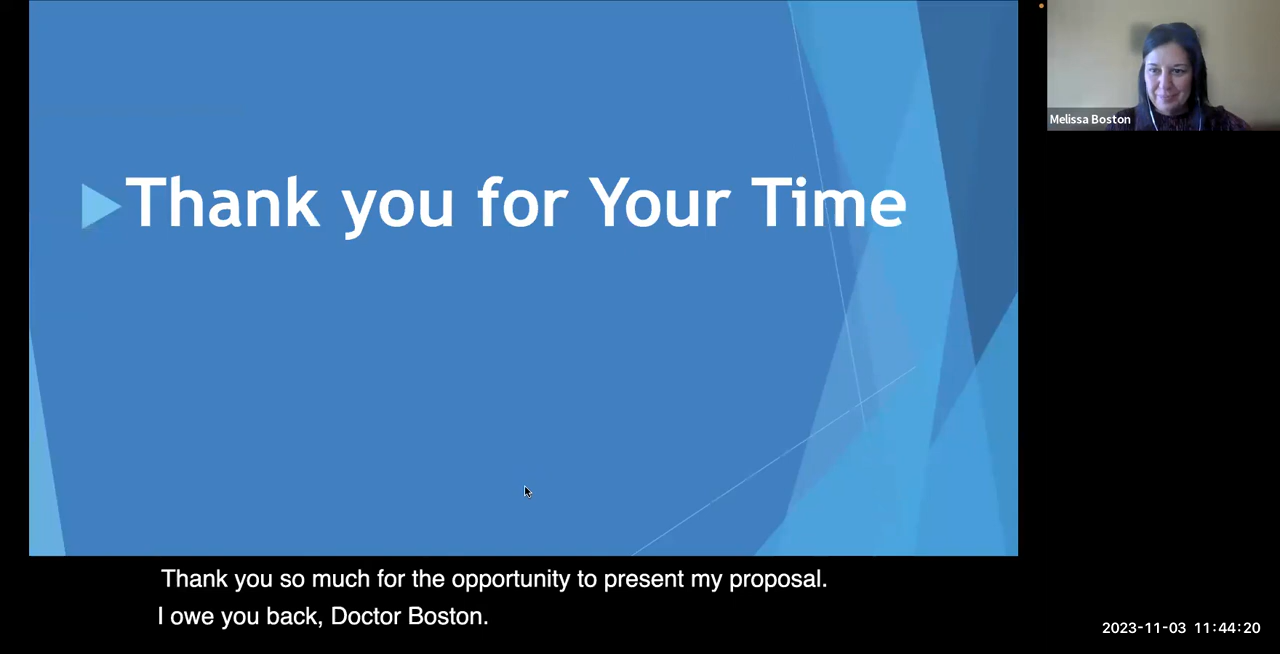 Thank you for Your Time
Melissa Boston
Thank you so much for the opportunity to present my proposal.
I owe you back, Doctor Boston.
2023-11-03 11:44:20